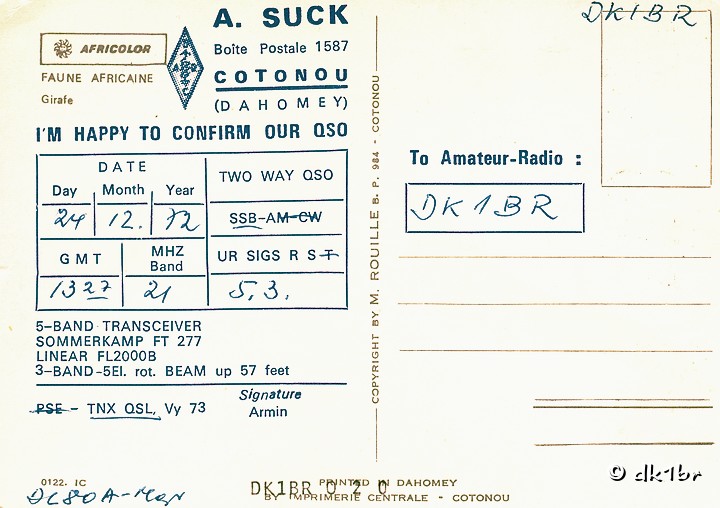 A. SUCK
AFRICOLOR
FAUNE AFRICAINE
Girafe
Boîte Postale 1587
COTONOU
(DAHOMEY)
I'M HAPPY TO CONFIRM OUR QSO
DATE
Day Month Year
24 12. 72
TWO WAY QSO
SSB-AM-CW
GMT
MHZ Band
1327 21
UR SIGS R S T
5.3.
5-BAND TRANSCEIVER
SOMMERKAMP FT 277
LINEAR FL2000B
3-BAND-5El. rot. BEAM up 57 feet
PSE - TNX QSL, Vy 73
Signature
Armin
0122. IC
COPYRIGHT BY M. ROUILLE B. P. 984 - COTONOU
DK1BR
To Amateur-Radio :
DK1BR
DK1BR 0 2 0
PRINTED IN DAHOMEY
BY IMPRIMERIE CENTRALE - COTONOU
© dk1br